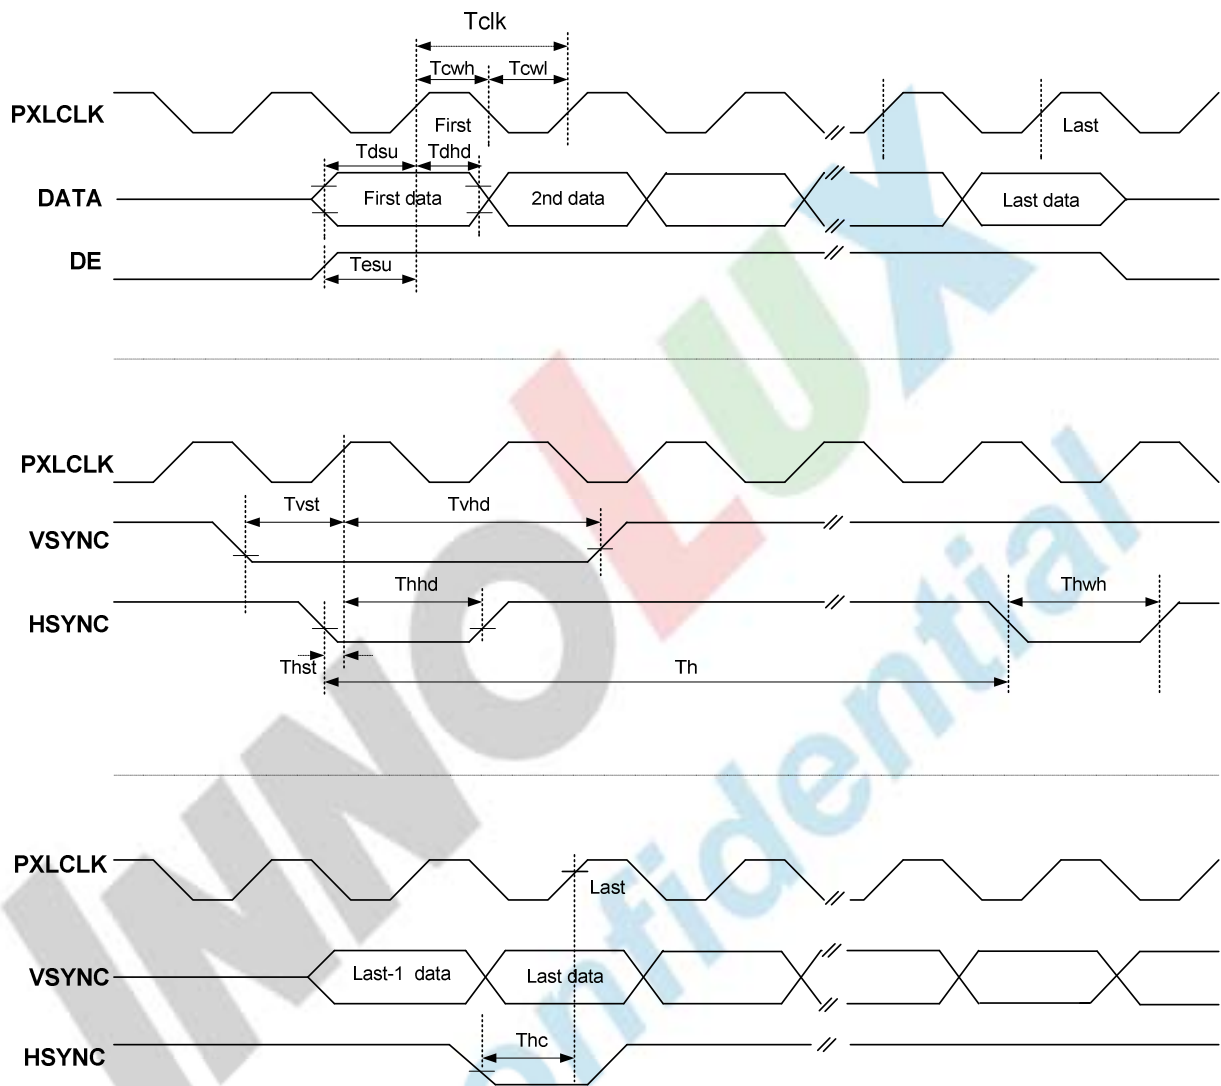 Tclk
Tcwh Tcwl
PXLCLK
First
Last
Tdsu Tdhd
DATA
First data
2nd data
Last data
DE
Tesu
PXLCLK
Tvst Tvhd
VSYNC
Thhd Thwh
HSYNC
Thst
Th
PXLCLK
Last
VSYNC
Last-1 data
Last data
HSYNC
Thc
INNOLUX
Confidential